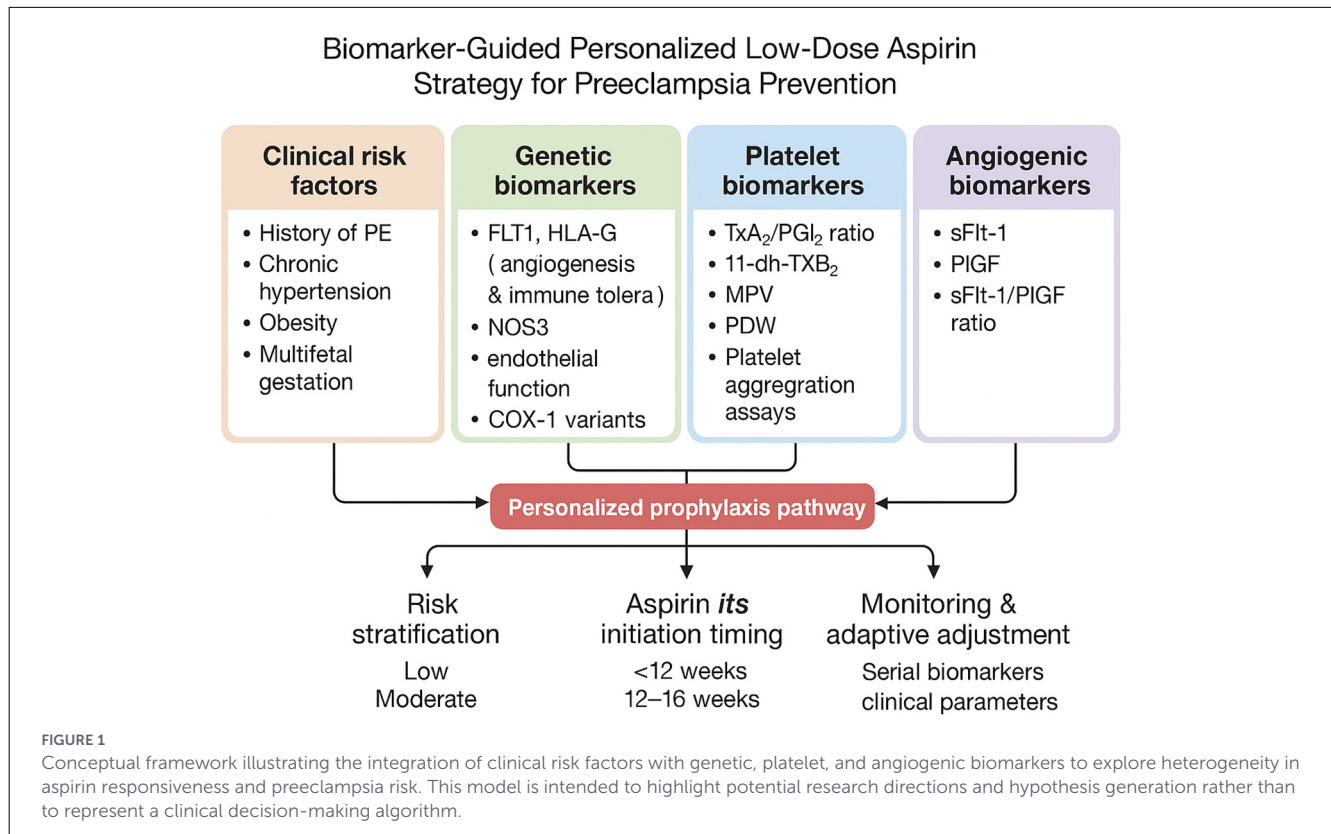 Biomarker-Guided Personalized Low-Dose Aspirin
Strategy for Preeclampsia Prevention
Clinical risk
factors
• History of PE
• Chronic
hypertension
• Obesity
• Multifetal
gestation
Genetic
biomarkers
• FLT1, HLA-G
( angiogenesis
& immune tolera )
• NOS3
• endothelial
function
• COX-1 variants
Platelet
biomarkers
• TxA₂/PGI₂ ratio
• 11-dh-TXB₂
• MPV
• PDW
• Platelet
aggregration
assays
Angiogenic
biomarkers
• sFlt-1
• PlGF
• sFlt-1/PlGF
ratio
Personalized prophylaxis pathway
Risk
stratification
Low
Moderate
Aspirin its
initiation timing
<12 weeks
12–16 weeks
Monitoring &
adaptive adjustment
Serial biomarkers
clinical parameters
FIGURE 1
Conceptual framework illustrating the integration of clinical risk factors with genetic, platelet, and angiogenic biomarkers to explore heterogeneity in
aspirin responsiveness and preeclampsia risk. This model is intended to highlight potential research directions and hypothesis generation rather than
to represent a clinical decision-making algorithm.